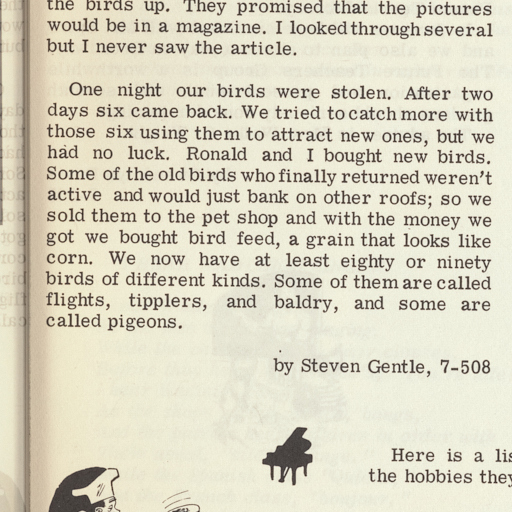 the birds up. They promised that the pictures
would be in a magazine. I looked through several
but I never saw the article.
One night our birds were stolen. After two
days six came back. We tried to catch more with
those six using them to attract new ones, but we
had no luck. Ronald and I bought new birds.
Some of the old birds who finally returned weren't
active and would just bank on other roofs; so we
sold them to the pet shop and with the money we
got we bought bird feed, a grain that looks like
corn. We now have at least eighty or ninety
birds of different kinds. Some of them are called
flights, tipplers, and baldry, and some are
called pigeons.
by Steven Gentle, 7-508
Here is a lis
the hobbies they